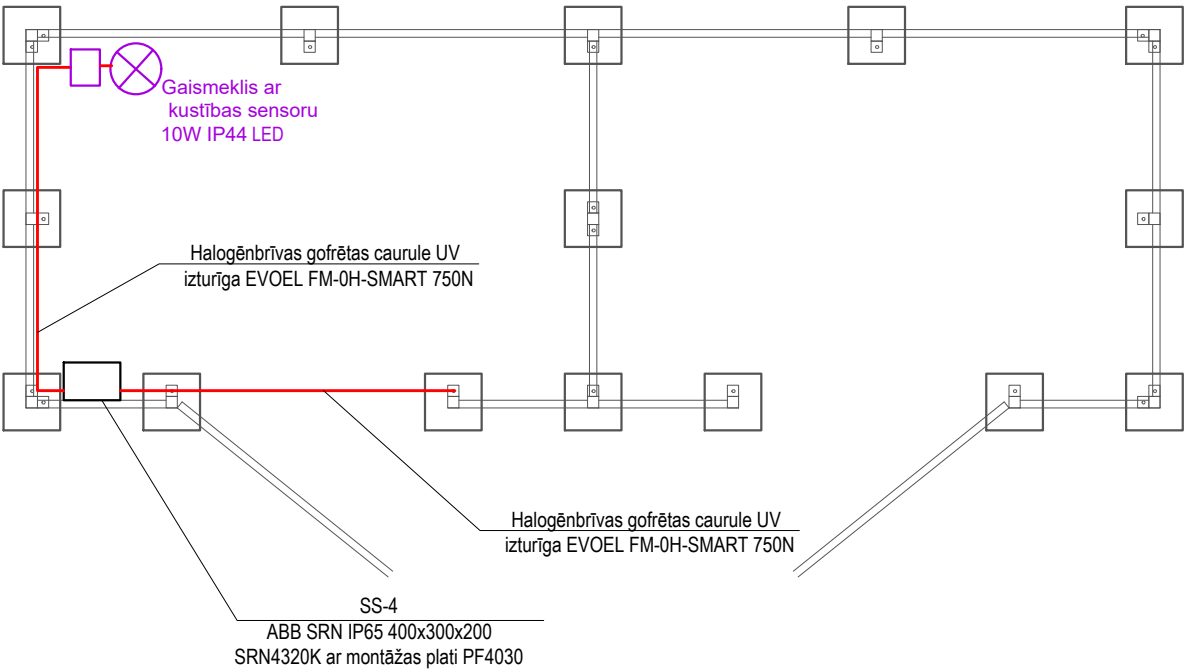 Gaismeklis ar
kustības sensoru
10W IP44 LED
Halogēnbrīvas gofrētas caurule UV
izturīga EVOEL FM-0H-SMART 750N
Halogēnbrīvas gofrētas caurule UV
izturīga EVOEL FM-0H-SMART 750N
SS-4
ABB SRN IP65 400x300x200
SRN4320K ar montāžas plati PF4030